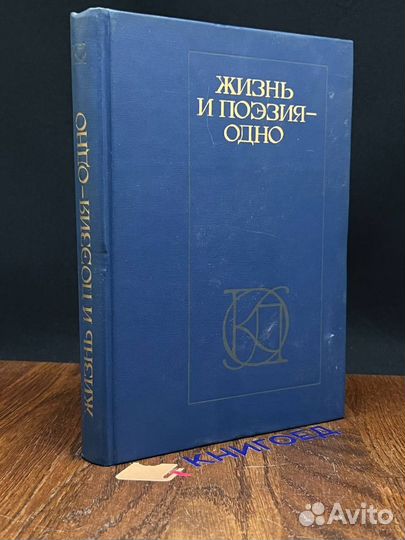 ЖИЗНЬ
И ПОЭЗИЯ–
ОДНО
ЖИЗНЬ И ПОЭЗИЯ–ОДНО
КНИГОЕД
Avito